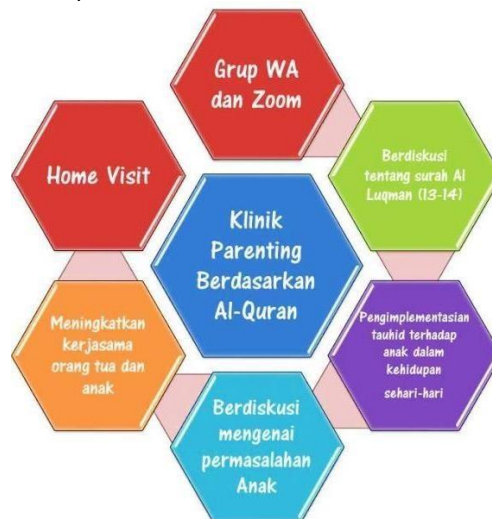 Grup WA
dan Zoom
Berdiskusi
tentang surah Al
Luqman (13-14)
Pengimplementasian
tauhid terhadap
anak dalam
kehidupan
sehari-hari
Berdiskusi
mengenai
permasalahan
Anak
Meningkatkan
kerjasama
orang tua dan
anak
Home Visit
Klinik
Parenting
Berdasarkan
Al-Quran